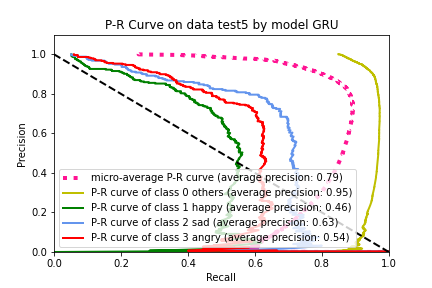 P-R Curve on data test5 by model GRU
Precision
1.0
0.8
0.6
0.4
0.2
0.0
micro-average P-R curve (average precision: 0.79)
P-R curve of class 0 others (average precision: 0.95)
P-R curve of class 1 happy (average precision: 0.46)
P-R curve of class 2 sad (average precision: 0.63)
P-R curve of class 3 angry (average precision: 0.54)
0.0 0.2 0.4 0.6 0.8 1.0
Recall